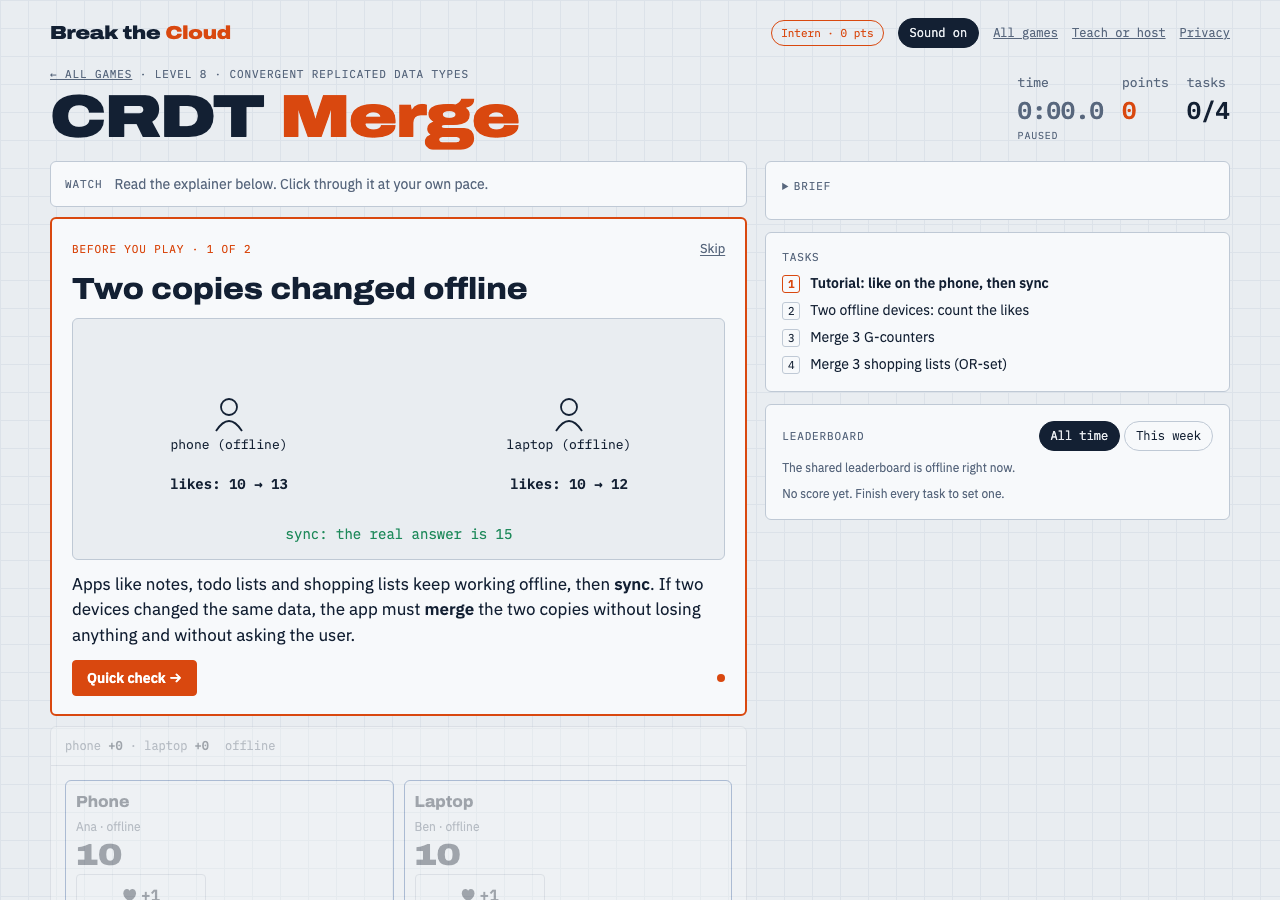 Break the Cloud
Intern · 0 pts
Sound on
All games
Teach or host
Privacy
← ALL GAMES · LEVEL 8 · CONVERGENT REPLICATED DATA TYPES
CRDT Merge
time
0:00.0
PAUSED
points
0
tasks
0/4
WATCH Read the explainer below. Click through it at your own pace.
BEFORE YOU PLAY · 1 OF 2
Skip
Two copies changed offline
phone (offline)
laptop (offline)
likes: 10 → 13
likes: 10 → 12
sync: the real answer is 15
Apps like notes, todo lists and shopping lists keep working offline, then sync. If two
devices changed the same data, the app must merge the two copies without losing
anything and without asking the user.
Quick check →
phone +0 · laptop +0 offline
Phone
Ana · offline
10
♥ +1
Laptop
Ben · offline
10
♥ +1
▶ BRIEF
TASKS
1 Tutorial: like on the phone, then sync
2 Two offline devices: count the likes
3 Merge 3 G-counters
4 Merge 3 shopping lists (OR-set)
LEADERBOARD
All time
This week
The shared leaderboard is offline right now.
No score yet. Finish every task to set one.